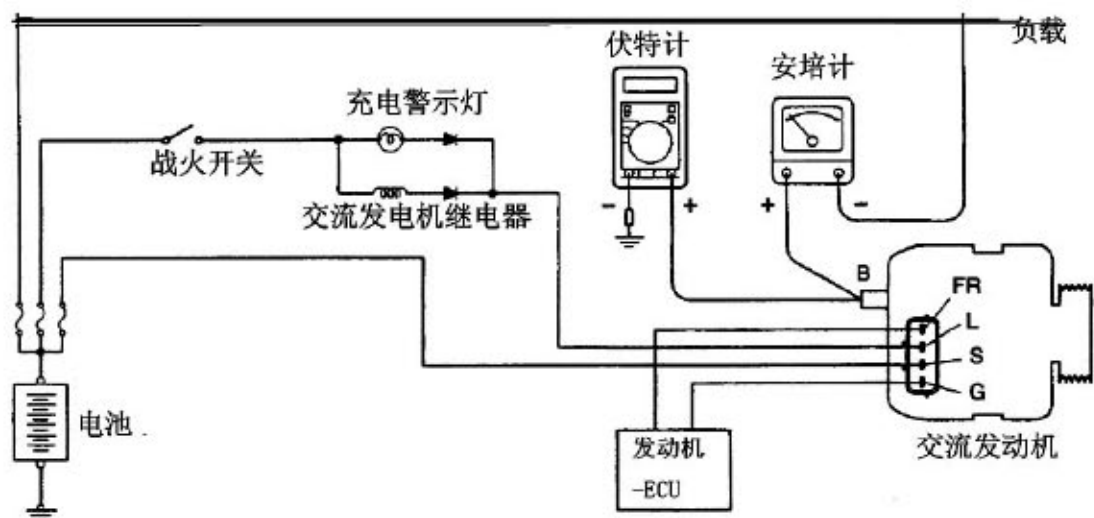 负载
伏特计
安培计
充电警示灯
战火开关
交流发电机继电器
－
＋
＋
－
B
FR
L
S
G
电池
发动机
-ECU
交流发动机